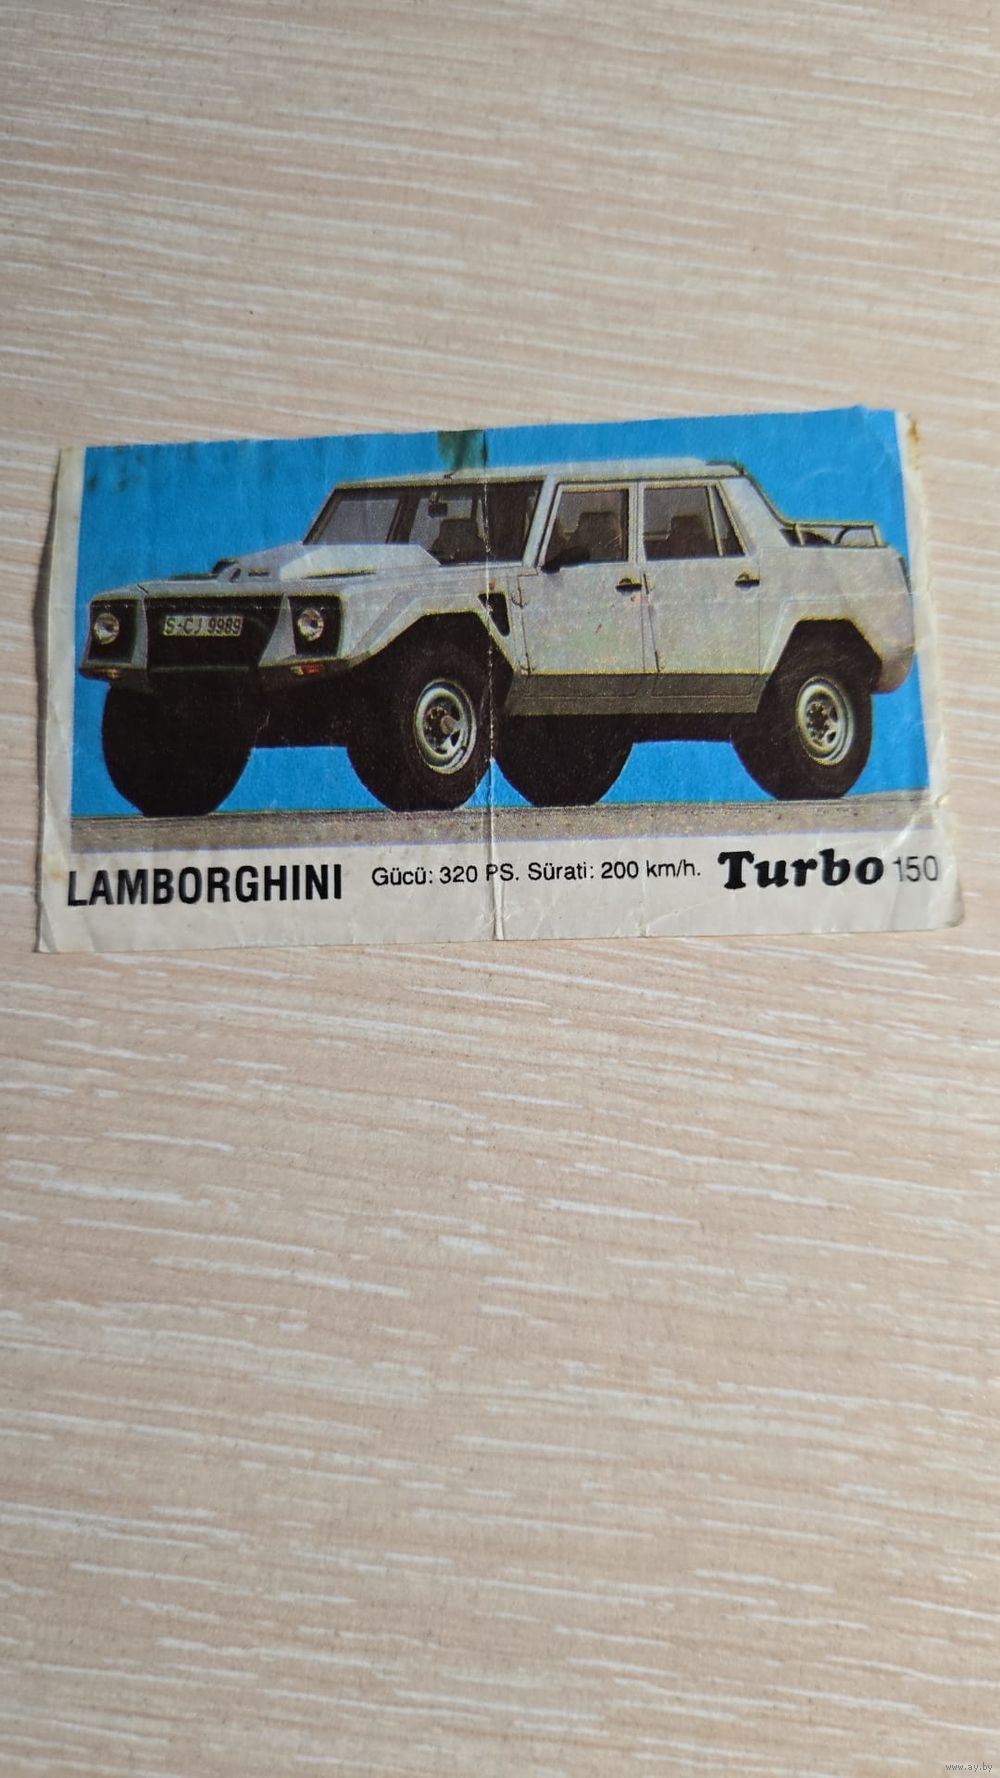 S-CJ 9989
LAMBORGHINI Gücü: 320 PS. Sürati: 200 km/h. Turbo 150
www.ay.by